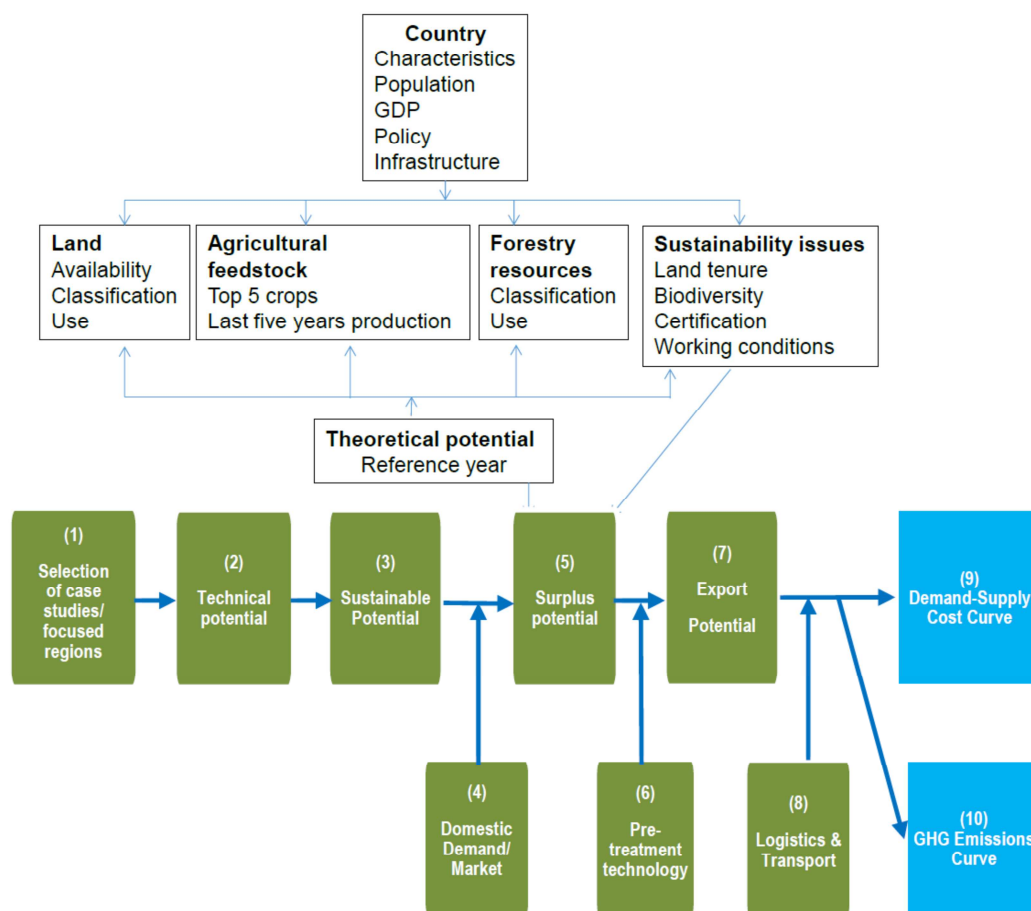 Country
Characteristics
Population
GDP
Policy
Infrastructure
Land
Availability
Classification
Use
Agricultural
feedstock
Top 5 crops
Last five years production
Forestry
resources
Classification
Use
Sustainability issues
Land tenure
Biodiversity
Certification
Working conditions
Theoretical potential
Reference year
(1)
Selection
of case
studies/
focused
regions
(2)
Technical
potential
(3)
Sustainable
Potential
(5)
Surplus
potential
(7)
Export
Potential
(9)
Demand-Supply
Cost Curve
(4)
Domestic
Demand/
Market
(6)
Pre-
treatment
technology
(8)
Logistics &
Transport
(10)
GHG Emissions
Curve